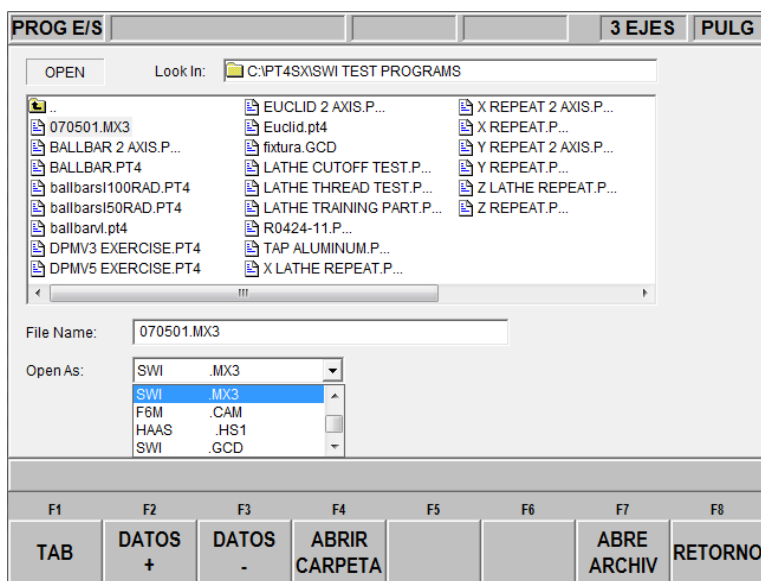 PROG E/S
3 EJES
PULG
OPEN
Look In:
C:\PT4SX\SWI TEST PROGRAMS
..
070501.MX3
BALLBAR 2 AXIS.P...
BALLBAR.PT4
ballbarsl100RAD.PT4
ballbarsl50RAD.PT4
ballbarvl.pt4
DPMV3 EXERCISE.PT4
DPMV5 EXERCISE.PT4
EUCLID 2 AXIS.P...
Euclid.pt4
fixtura.GCD
LATHE CUTOFF TEST.P...
LATHE THREAD TEST.P...
LATHE TRAINING PART.P...
R0424-11.P...
TAP ALUMINUM.P...
X LATHE REPEAT.P...
X REPEAT 2 AXIS.P...
X REPEAT.P...
Y REPEAT 2 AXIS.P...
Y REPEAT.P...
Z LATHE REPEAT.P...
Z REPEAT.P...
File Name:
070501.MX3
Open As:
SWI .MX3
SWI .MX3
F6M .CAM
HAAS .HS1
SWI .GCD
F1 F2 F3 F4 F5 F6 F7 F8
TAB
DATOS
+
DATOS
-
ABRIR
CARPETA
ABRE
ARCHIV
RETORNO